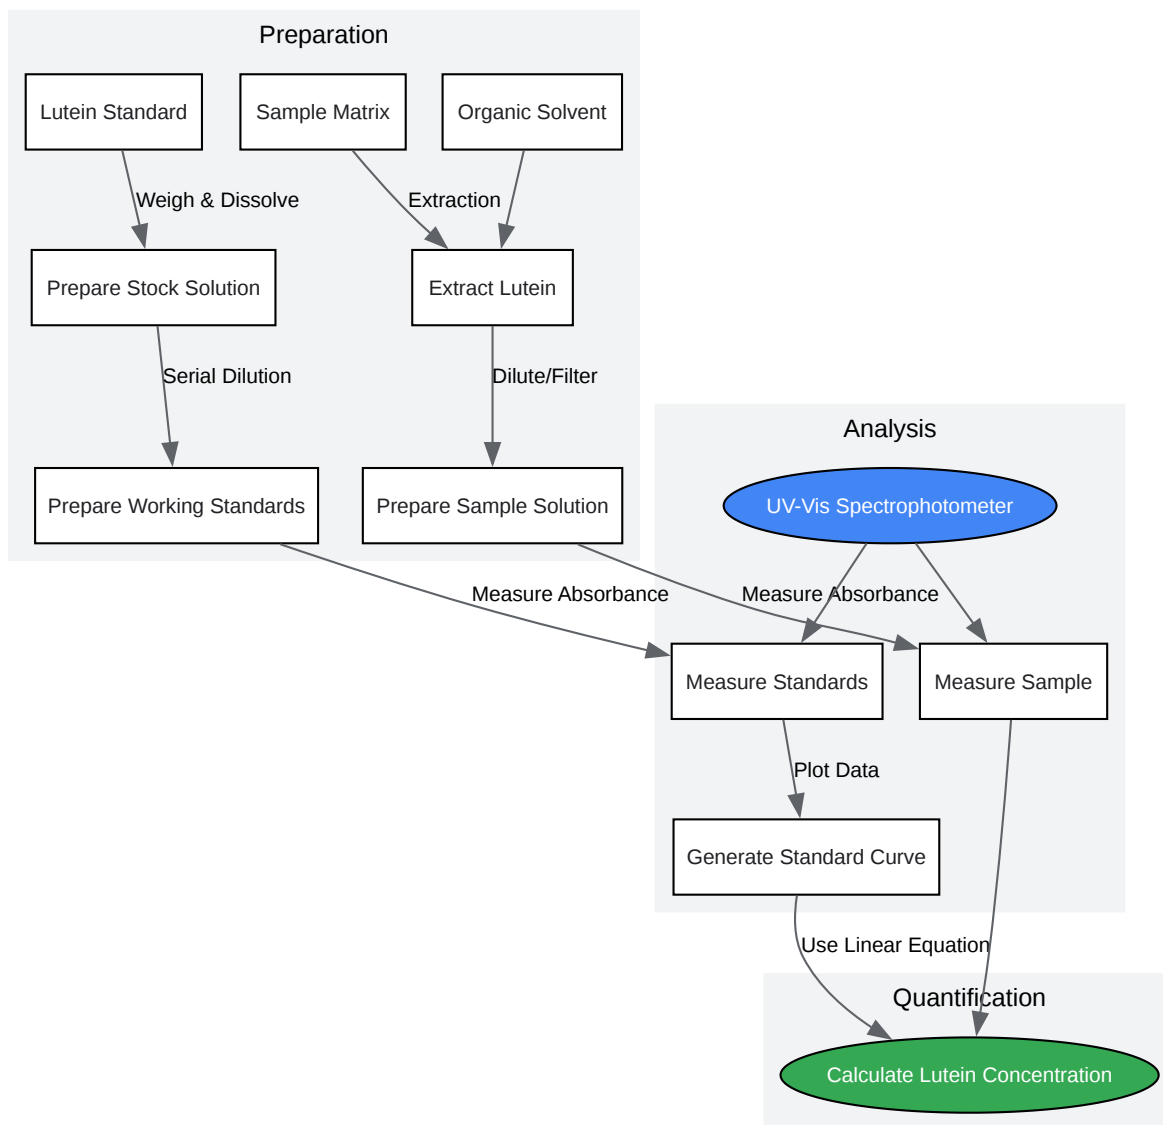 Preparation
Lutein Standard
Sample Matrix
Organic Solvent
Weigh & Dissolve
Extraction
Prepare Stock Solution
Extract Lutein
Serial Dilution
Dilute/Filter
Analysis
Prepare Working Standards
Prepare Sample Solution
UV-Vis Spectrophotometer
Measure Absorbance
Measure Absorbance
Measure Standards
Measure Sample
Plot Data
Generate Standard Curve
Use Linear Equation
Quantification
Calculate Lutein Concentration